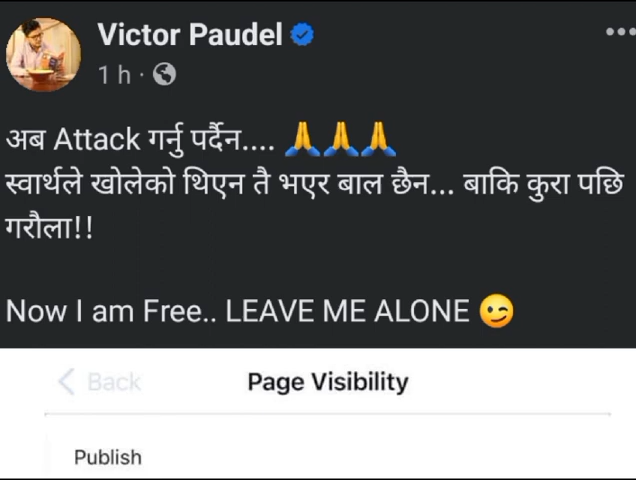 Victor Paudel
1 h ·
अब Attack गर्नु पर्दैन.... 🙏🙏🙏
स्वार्थले खोलेको थिएन तै भएर बाल छैन... बाकि कुरा पछि
गरौला!!
Now I am Free.. LEAVE ME ALONE 😉
Back
Page Visibility
Publish